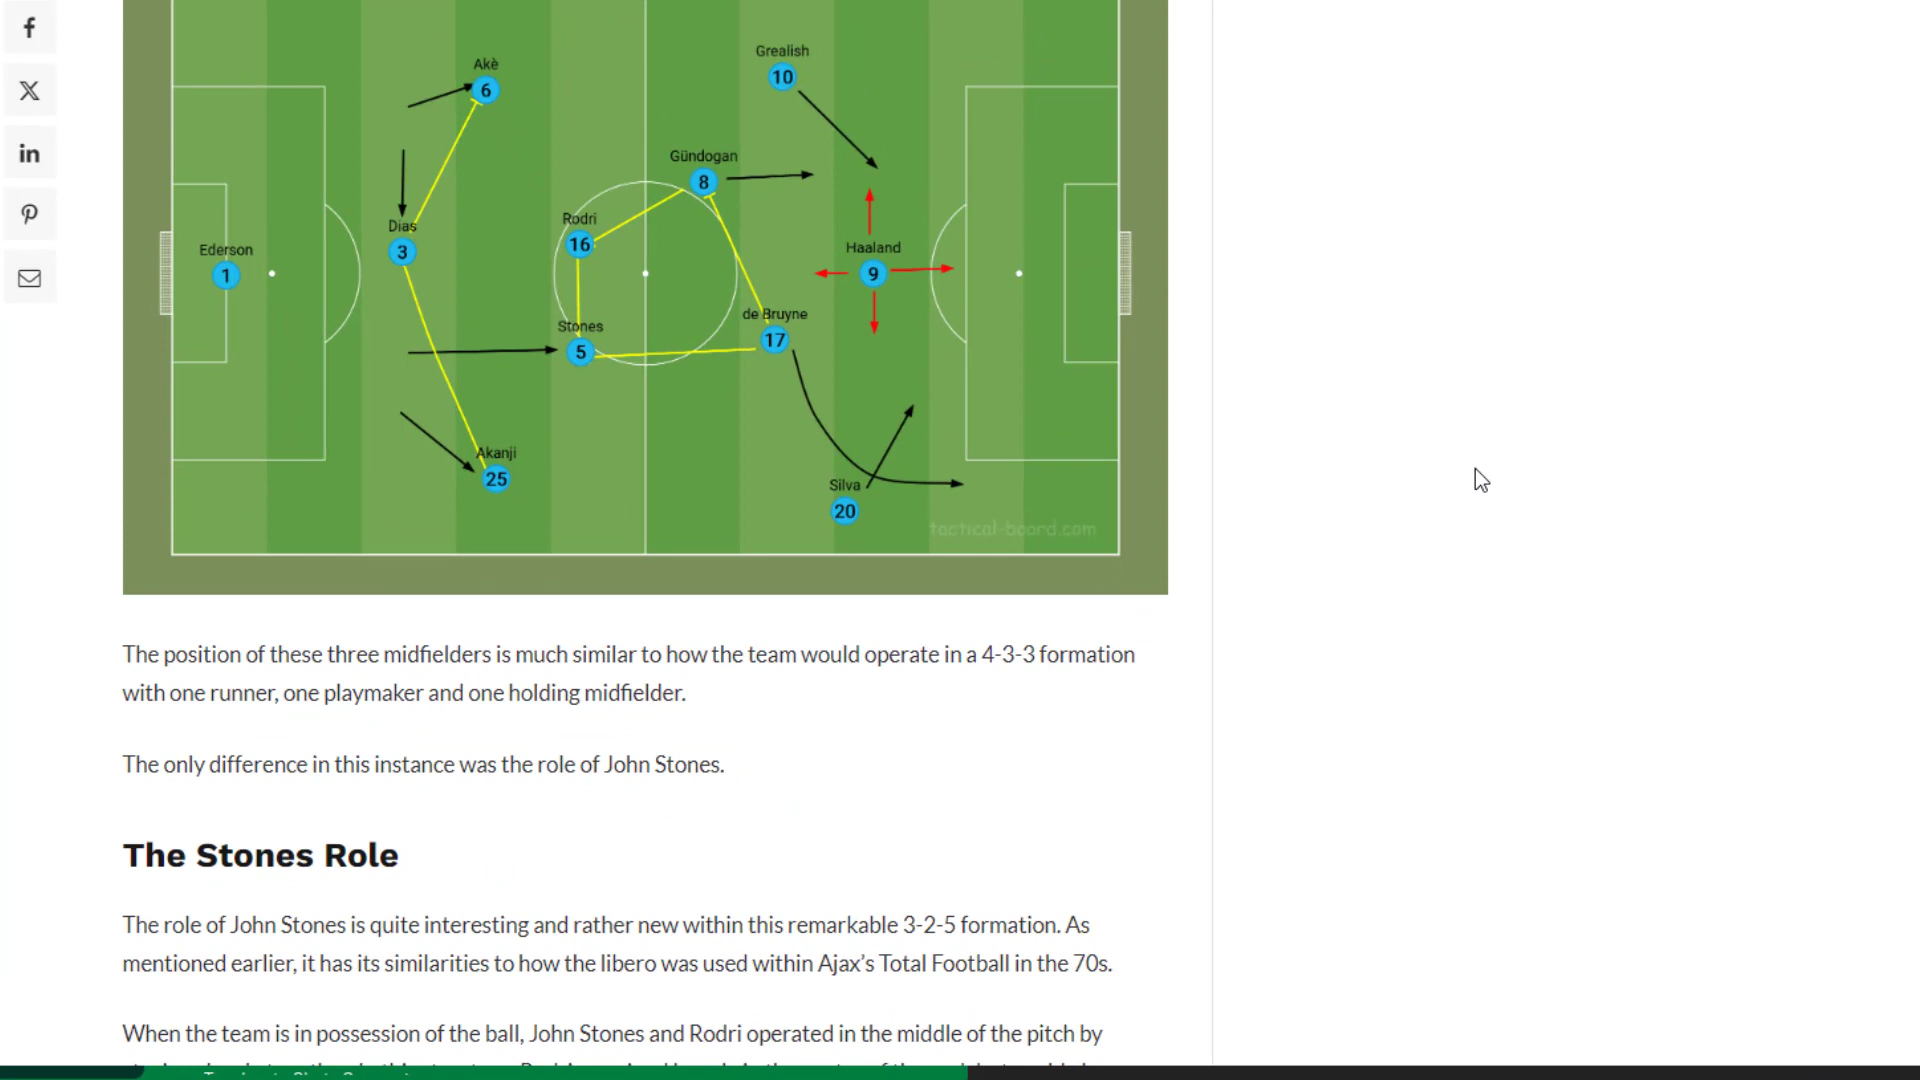 Grealish
10
Akè
6
Gündogan
8
Rodri
16
Dias
3
Ederson
1
Haaland
9
de Bruyne
17
Stones
5
Akanji
25
Silva
20
tactical-board.com
The position of these three midfielders is much similar to how the team would operate in a 4-3-3 formation
with one runner, one playmaker and one holding midfielder.
The only difference in this instance was the role of John Stones.
The Stones Role
The role of John Stones is quite interesting and rather new within this remarkable 3-2-5 formation. As
mentioned earlier, it has its similarities to how the libero was used within Ajax’s Total Football in the 70s.
When the team is in possession of the ball, John Stones and Rodri operated in the middle of the pitch by